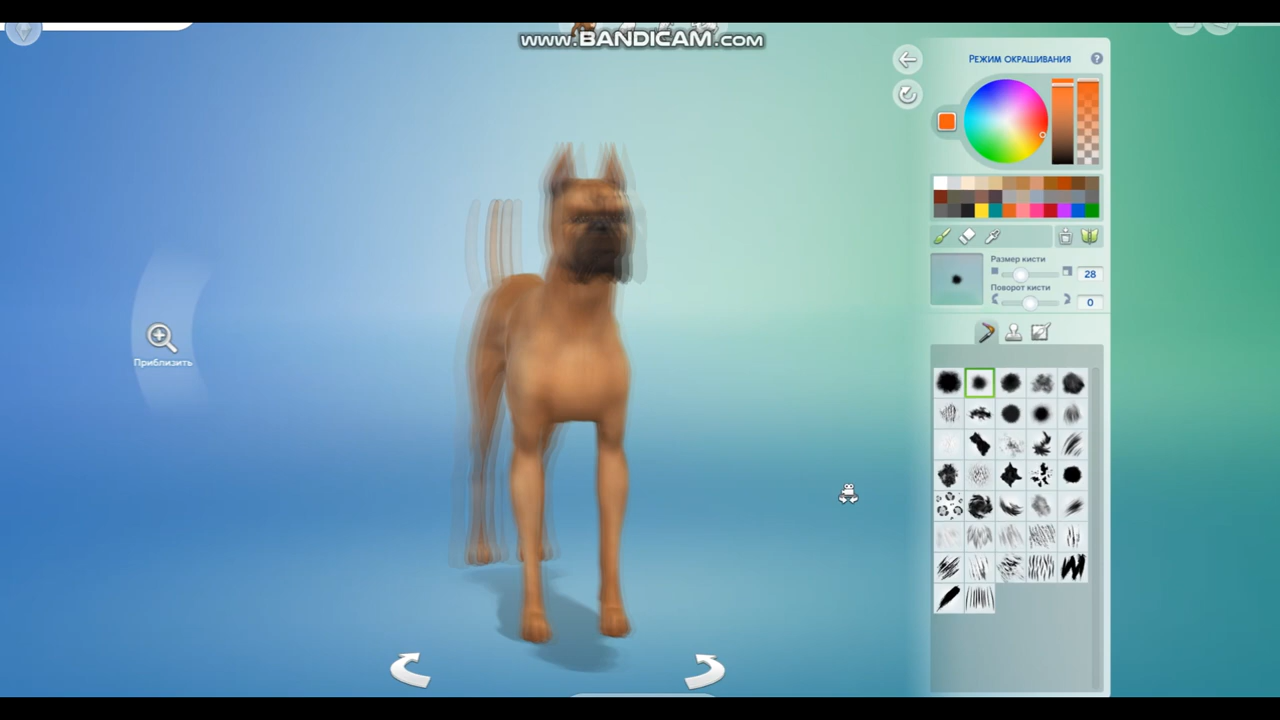 www.BANDICAM.com
Режим окрашивания
?
Размер кисти
28
Поворот кисти
0
Приблизить